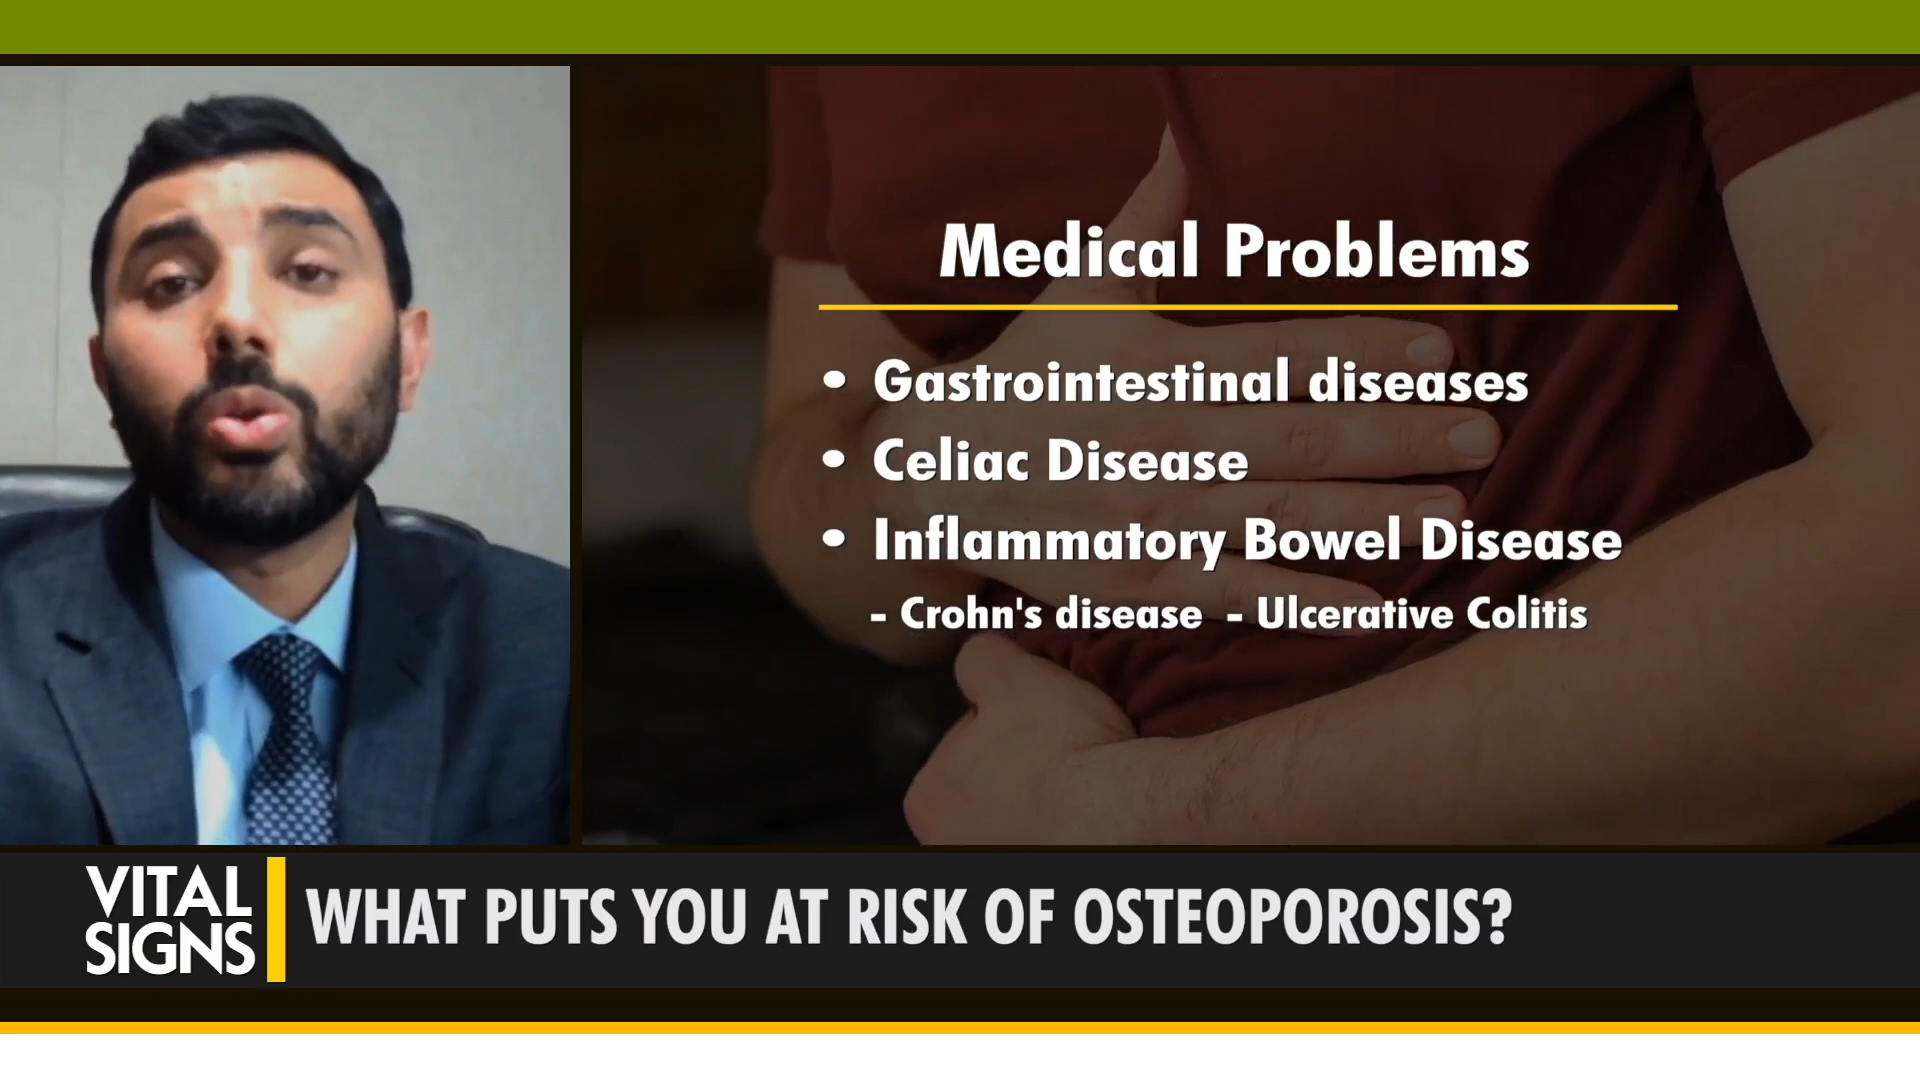 Medical Problems
• Gastrointestinal diseases
• Celiac Disease
• Inflammatory Bowel Disease
- Crohn's disease - Ulcerative Colitis
VITAL
SIGNS
WHAT PUTS YOU AT RISK OF OSTEOPOROSIS?